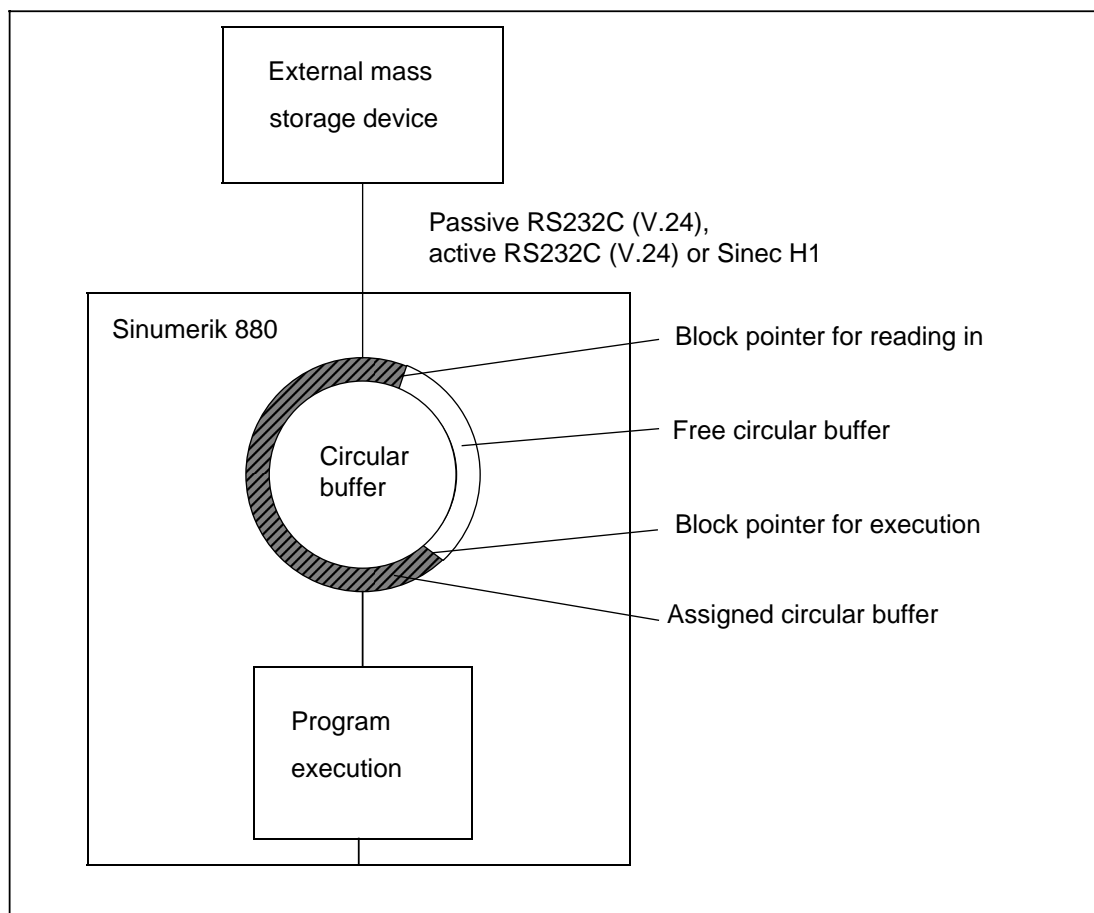 External mass
storage device
Passive RS232C (V.24),
active RS232C (V.24) or Sinec H1
Sinumerik 880
Block pointer for reading in
Free circular buffer
Circular
buffer
Block pointer for execution
Assigned circular buffer
Program
execution